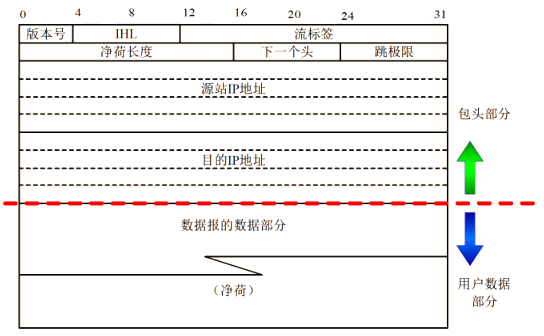 0 4 8 12 16 20 24 31
版本号 IHL 流标签
净荷长度 下一个头 跳极限
源站IP地址
包头部分
目的IP地址
数据报的数据部分
（净荷）
用户数据
部分